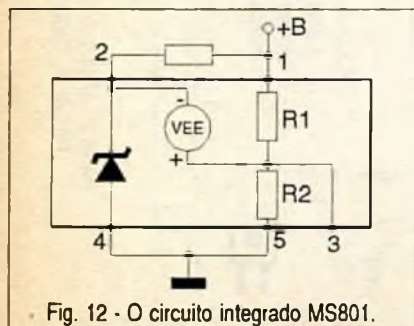 +B
2
1
-
VEE
+
R1
R2
4
5
3
Fig. 12 - O circuito integrado MS801.